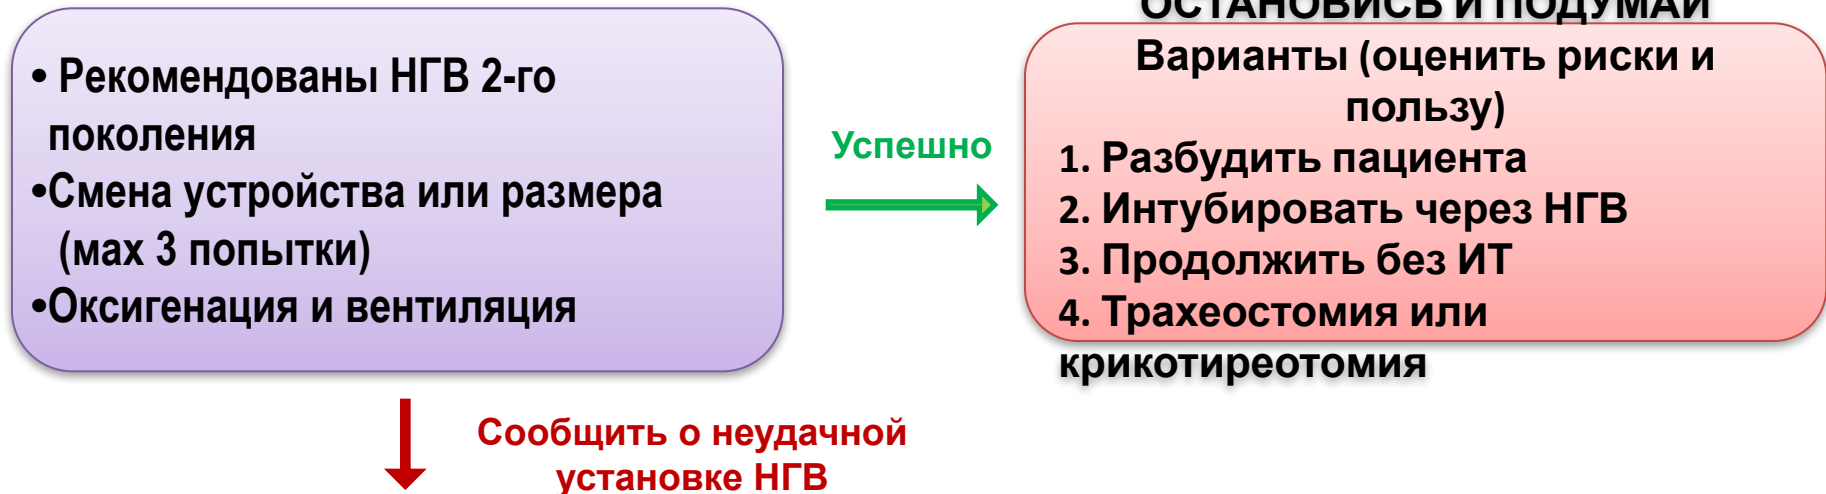 • Рекомендованы НГВ 2-го
поколения
•Смена устройства или размера
(мах 3 попытки)
•Оксигенация и вентиляция
Успешно
ОСТАНОВИСЬ И ПОДУМАЙ
Варианты (оценить риски и
пользу)
1. Разбудить пациента
2. Интубировать через НГВ
3. Продолжить без ИТ
4. Трахеостомия или
крикотиреотомия
Сообщить о неудачной
установке НГВ